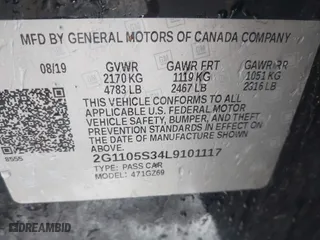 MFD BY GENERAL MOTORS OF CANADA COMPANY
08/19 GVWR GAWR FRT GAWR RR
2170 KG 1119 KG 1051 KG
4783 LB 2467 LB 2316 LB
THIS VEHICLE CONFORMS TO ALL APPLICABLE
U.S. FEDERAL MOTOR VEHICLE
SAFETY, BUMPER, AND THEFT
PREVENTION STANDARDS IN EFFECT ON THE
DATE OF MANUFACTURE SHOWN ABOVE.
2G1105S34L9101117
TYPE: PASS CAR
MODEL: 471GZ69
DREAMBID